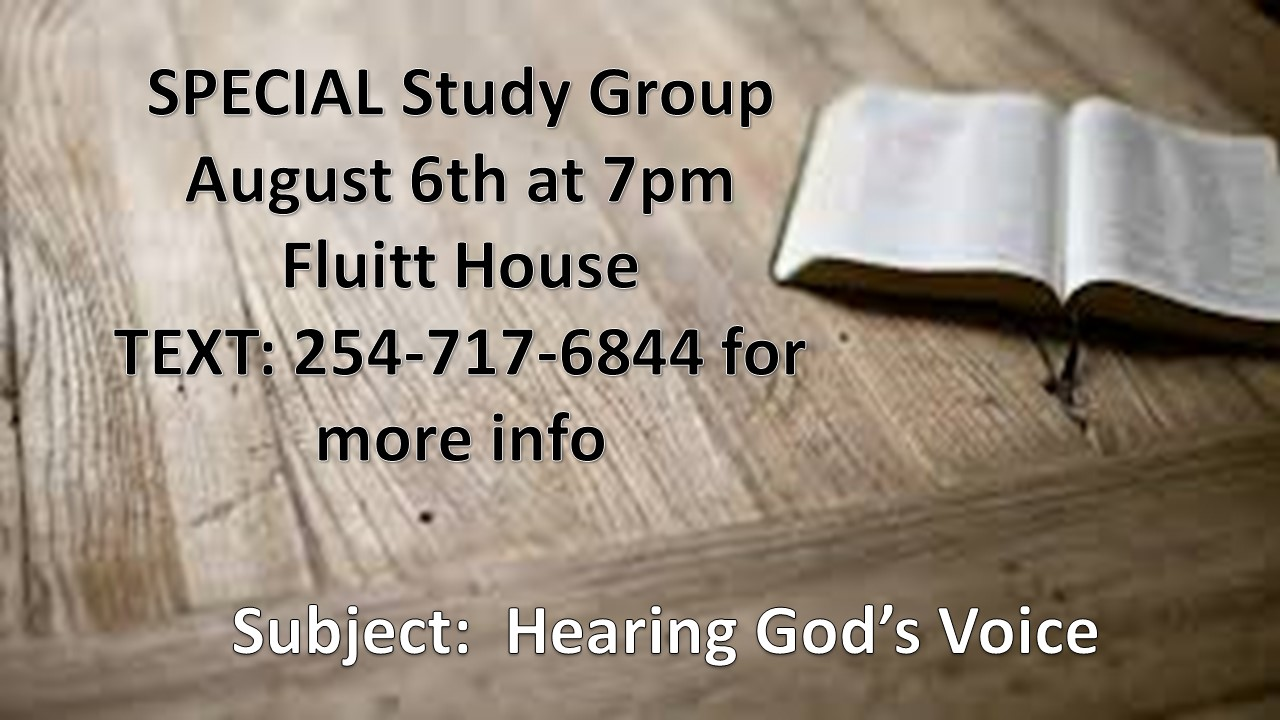 SPECIAL Study Group
August 6th at 7pm
Fluitt House
TEXT: 254-717-6844 for
more info
Subject:  Hearing God’s Voice